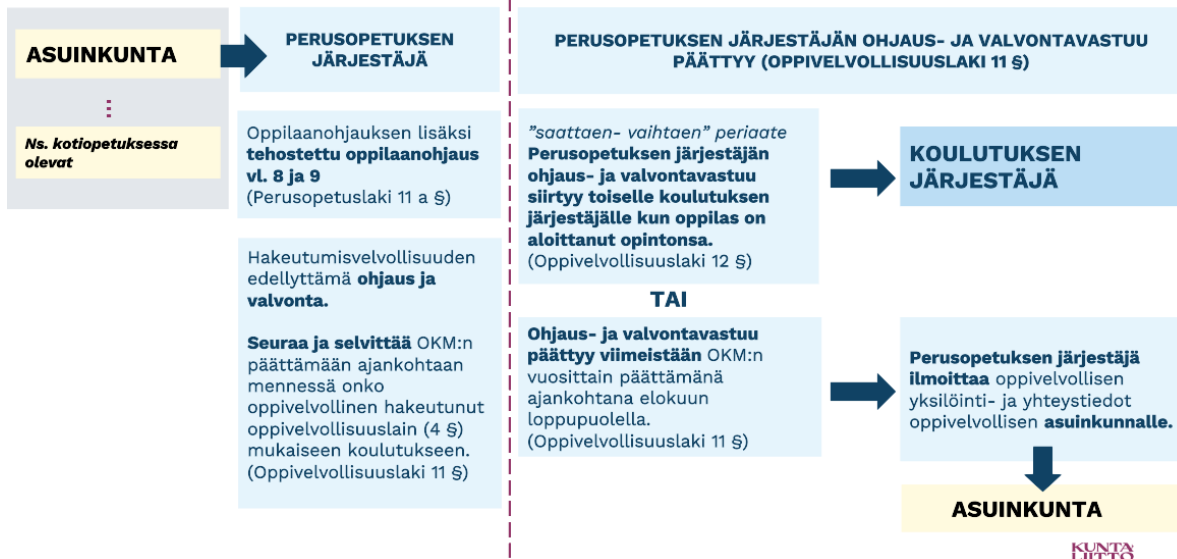 ASUINKUNTA
Ns. kotiopetuksessa
olevat
PERUSOPETUKSEN
JÄRJESTÄJÄ
Oppilaanohjauksen lisäksi
tehostettu oppilaanohjaus
vl. 8 ja 9
(Perusopetuslaki 11 a §)
Hakeutumisvelvollisuuden
edellyttämä ohjaus ja
valvonta.
Seuraa ja selvittää OKM:n
päättämään ajankohtaan
mennessä onko
oppivelvollinen hakeutunut
oppivelvollisuuslain (4 §)
mukaiseen koulutukseen.
(Oppivelvollisuuslaki 11 §)
PERUSOPETUKSEN JÄRJESTÄJÄN OHJAUS- JA VALVONTAVASTUU
PÄÄTTYY (OPPIVELVOLLISUUSLAKI 11 §)
”saattaen- vaihtaen” periaate
Perusopetuksen järjestäjän
ohjaus- ja valvontavastuu
siirtyy toiselle koulutuksen
järjestäjälle kun oppilas on
aloittanut opintonsa.
(Oppivelvollisuuslaki 12 §)
KOULUTUKSEN
JÄRJESTÄJÄ
TAI
Ohjaus- ja valvontavastuu
päättyy viimeistään OKM:n
vuosittain päättämänä
ajankohtana elokuun
loppupuolella.
(Oppivelvollisuuslaki 11 §)
Perusopetuksen järjestäjä
ilmoittaa oppivelvollisen
yksilöinti- ja yhteystiedot
oppivelvollisen asuinkunnalle.
ASUINKUNTA
KUNTA
LIITTO